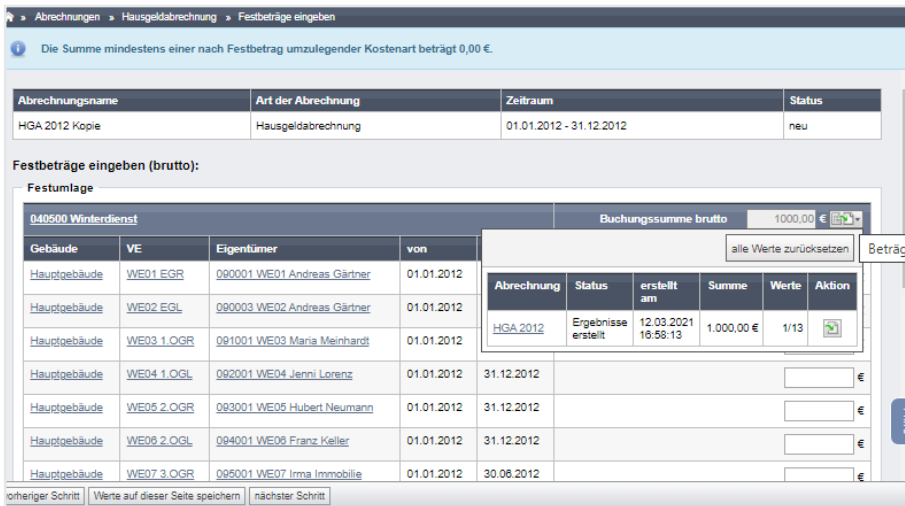 » Abrechnungen » Hausgeldabrechnung » Festbeträge eingeben
Die Summe mindestens einer nach Festbetrag umzulegender Kostenart beträgt 0,00 €.
Abrechnungsname Art der Abrechnung Zeitraum Status
HGA 2012 Kopie Hausgeldabrechnung 01.01.2012 - 31.12.2012 neu
Festbeträge eingeben (brutto):
Festumlage
040500 Winterdienst Buchungssumme brutto 1000,00 €
Gebäude VE Eigentümer von
alle Werte zurücksetzen Beträg
Hauptgebäude WE01 EGR 090001 WE01 Andreas Gärtner 01.01.2012
Abrechnung Status erstellt am Summe Werte Aktion
Hauptgebäude WE02 EGL 090003 WE02 Andreas Gärtner 01.01.2012
HGA 2012 Ergebnisse erstellt 12.03.2021 16:58:13 1.000,00 € 1/13
Hauptgebäude WE03 1.OGR 091001 WE03 Maria Meinhardt 01.01.2012
Hauptgebäude WE04 1.OGL 092001 WE04 Jenni Lorenz 01.01.2012 31.12.2012 €
Hauptgebäude WE05 2.OGR 093001 WE05 Hubert Neumann 01.01.2012 31.12.2012 €
Hauptgebäude WE06 2.OGL 094001 WE06 Franz Keller 01.01.2012 31.12.2012 €
Hauptgebäude WE07 3.OGR 095001 WE07 Irma Immobilie 01.01.2012 30.06.2012 €
vorheriger Schritt Werte auf dieser Seite speichern nächster Schritt